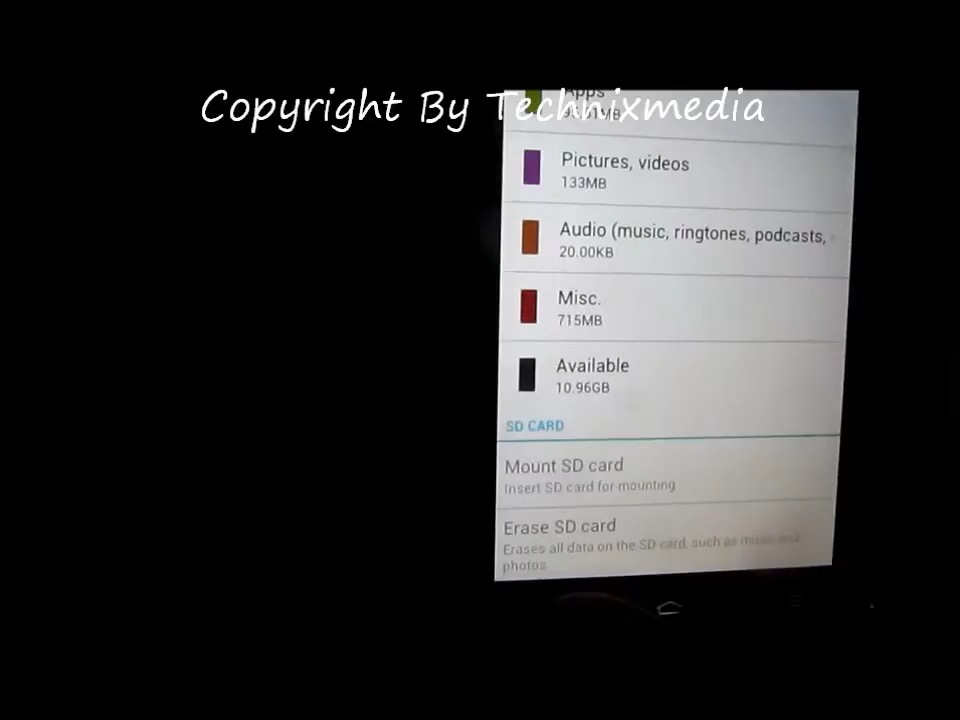 Copyright By Technixmedia
Apps
Pictures, videos
133MB
Audio (music, ringtones, podcasts,
20.00KB
Misc.
715MB
Available
10.96GB
SD CARD
Mount SD card
Insert SD card for mounting
Erase SD card
Erases all data on the SD card, such as music and
photos